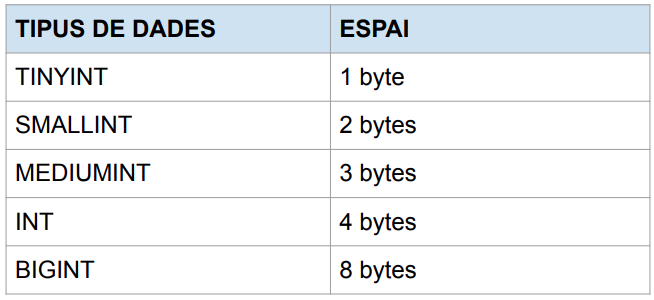 TIPUS DE DADES ESPAI
TINYINT 1 byte
SMALLINT 2 bytes
MEDIUMINT 3 bytes
INT 4 bytes
BIGINT 8 bytes